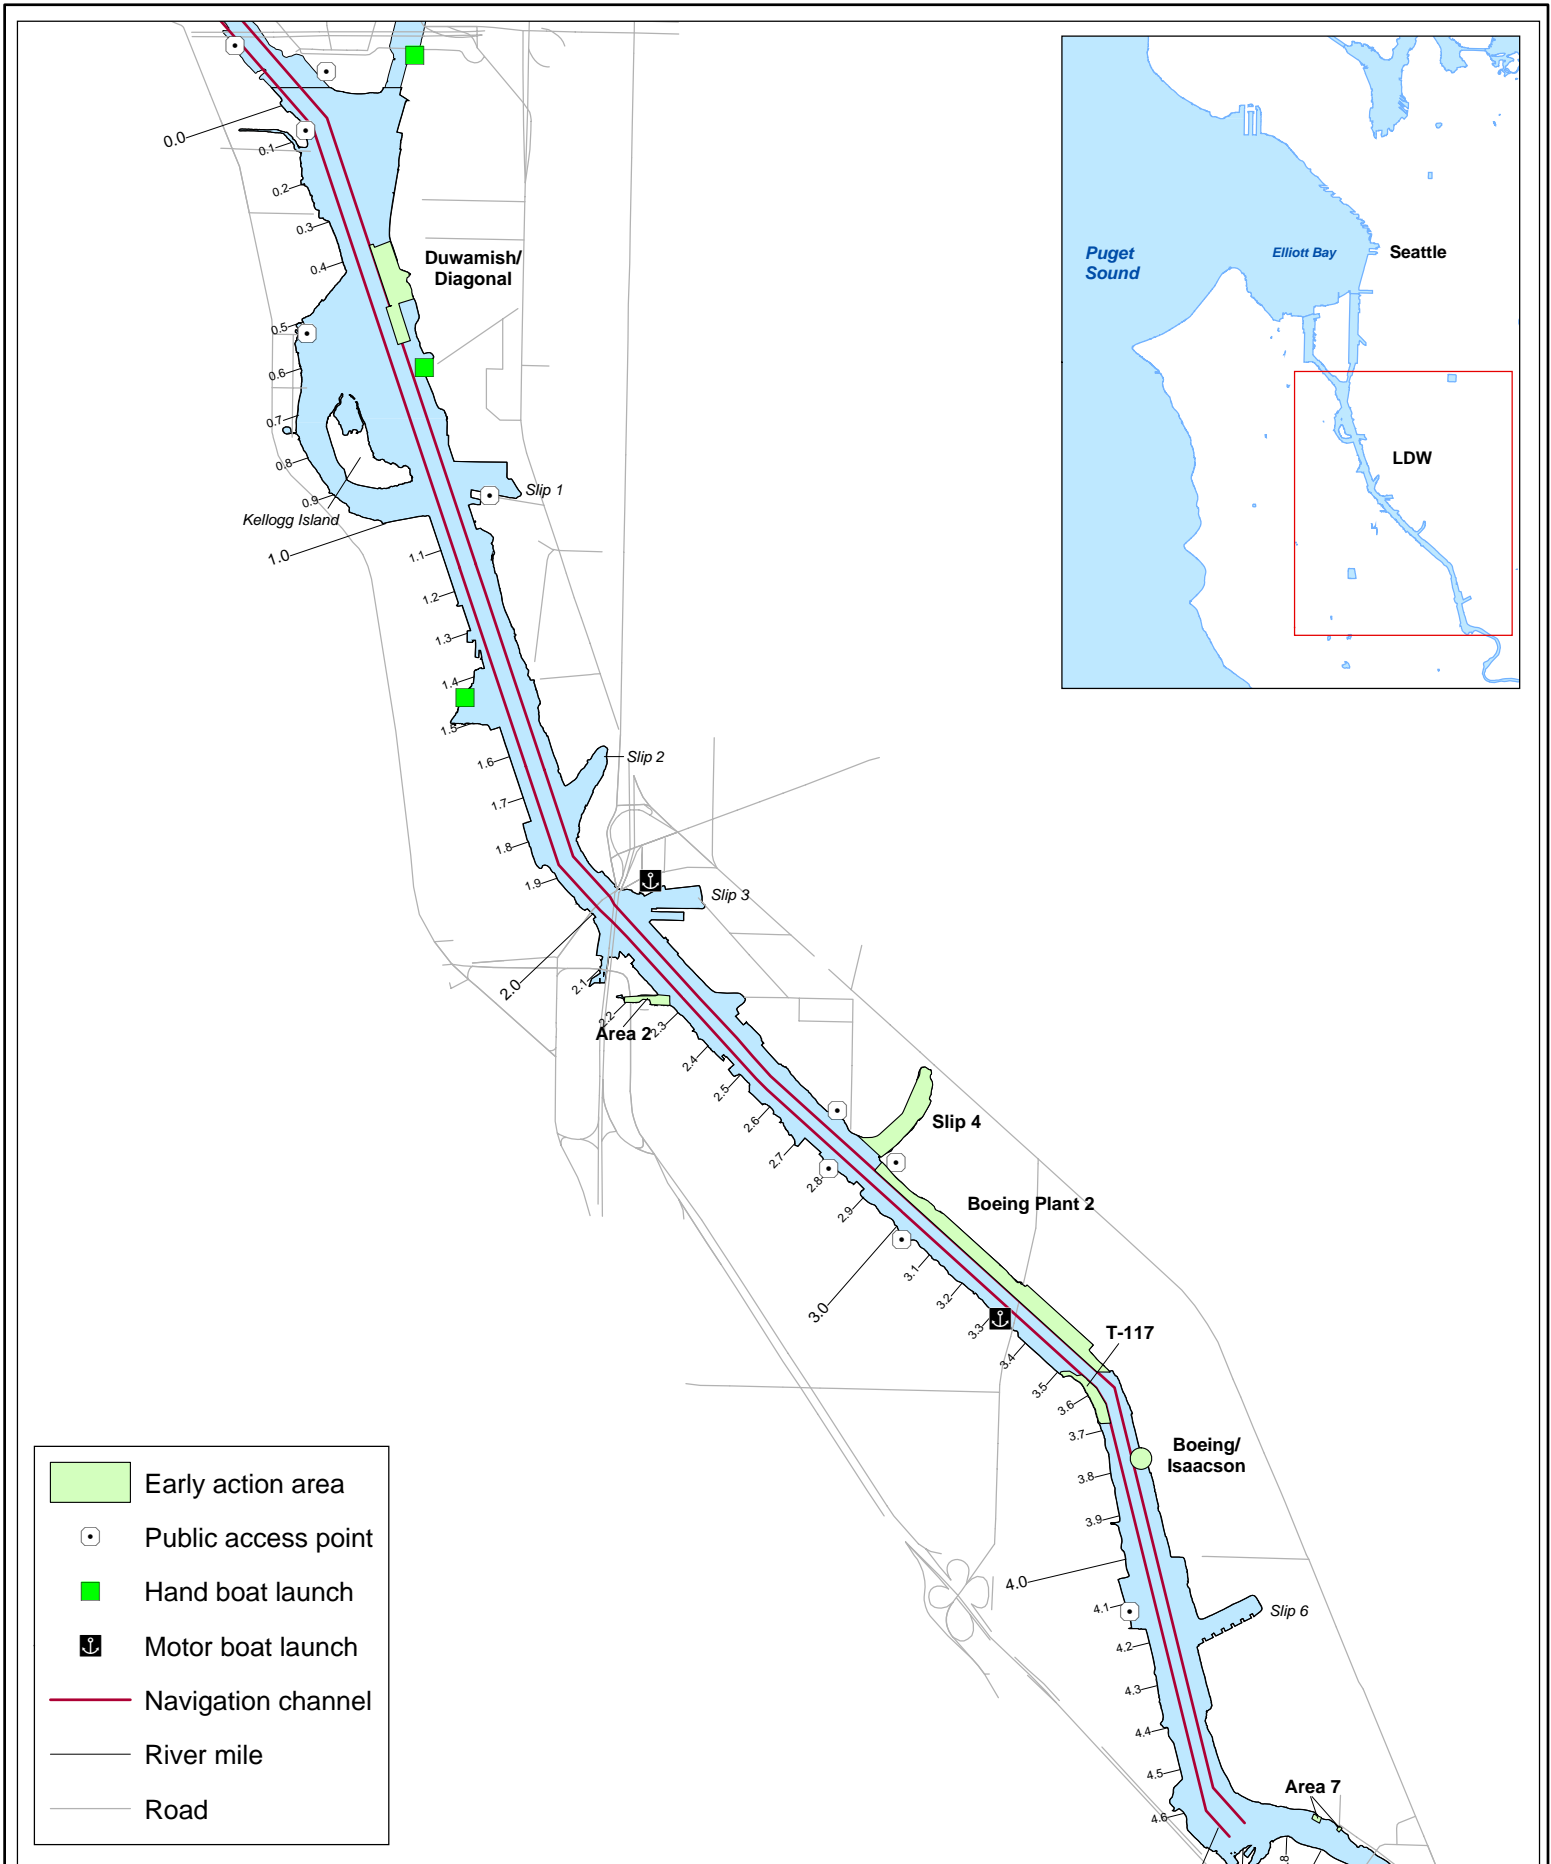 0.0
0.1
0.2
0.3
0.4
0.5
0.6
0.7
0.8
0.9
1.0
Duwamish/
Diagonal
Kellogg Island
Slip 1
1.1
1.2
1.3
1.4
1.5
1.6
1.7
1.8
1.9
Slip 2
Slip 3
2.0
2.1
2.2
Area 2
2.3
2.4
2.5
2.6
2.7
2.8
2.9
Slip 4
Boeing Plant 2
3.0
3.1
3.2
3.3
3.4
3.5
3.6
T-117
3.7
3.8
3.9
Boeing/
Isaacson
4.0
4.1
4.2
Slip 6
4.3
4.4
4.5
4.6
Area 7
Puget
Sound
Elliott Bay
Seattle
LDW
Early action area
Public access point
Hand boat launch
Motor boat launch
Navigation channel
River mile
Road